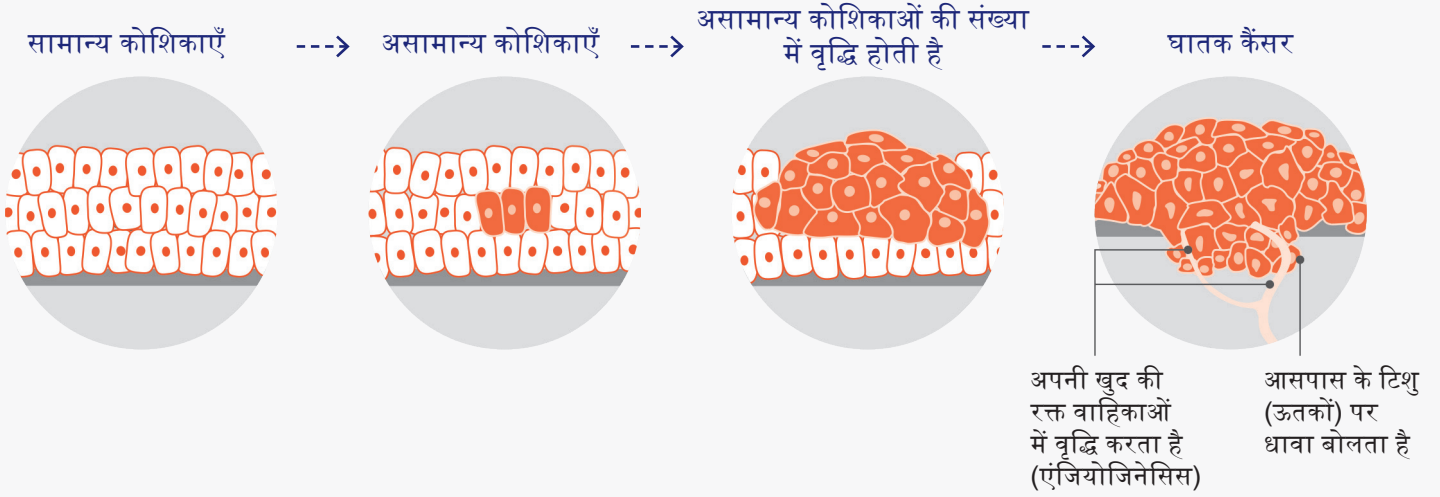 सामान्य कोशिकाएँ
असामान्य कोशिकाएँ
असामान्य कोशिकाओं की संख्या
में वृद्धि होती है
घातक कैंसर
अपनी खुद की
रक्त वाहिकाओं
में वृद्धि करता है
(एंजियोजिनेसिस)
आसपास के टिशु
(ऊतकों) पर
धावा बोलता है